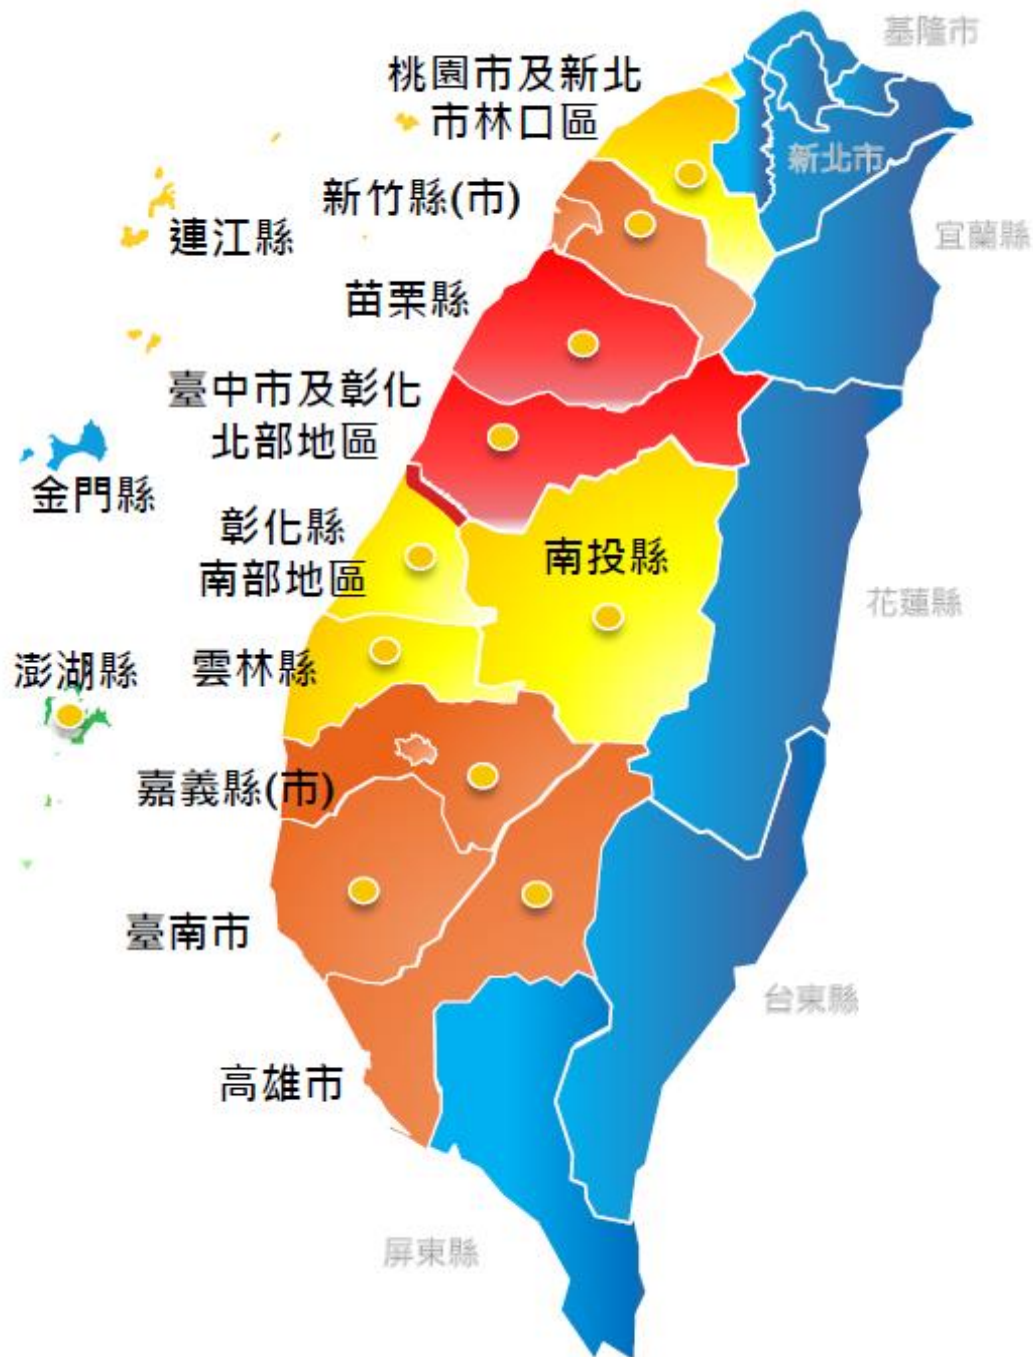 基隆市
桃園市及新北
市林口區
新北市
新竹縣(市)
連江縣
宜蘭縣
苗栗縣
臺中市及彰化
北部地區
金門縣
彰化縣
南部地區
南投縣
花蓮縣
澎湖縣
雲林縣
嘉義縣(市)
臺南市
台東縣
高雄市
屏東縣